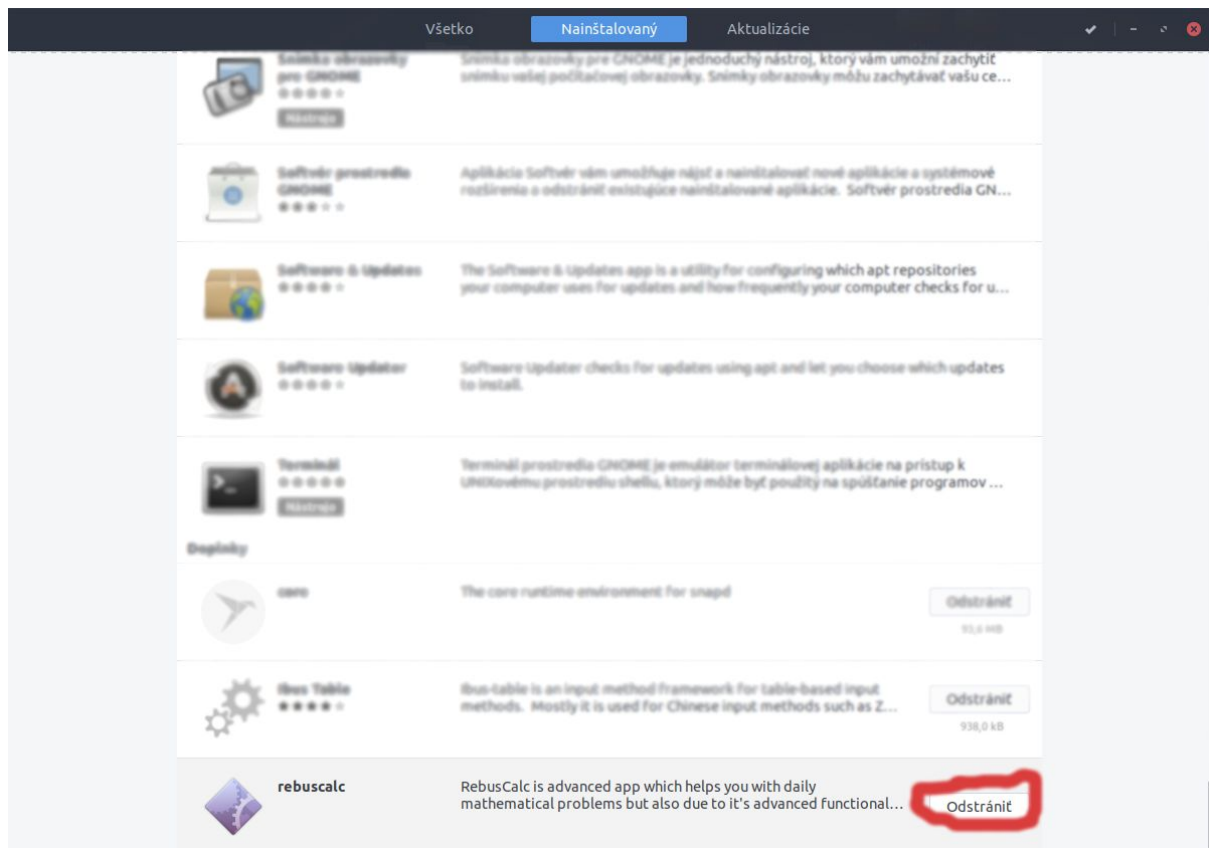 Všetko
Nainštalovaný
Aktualizácie
Snímka obrazovky
pre GNOME
Snímka obrazovky pre GNOME je jednoduchý nástroj, ktorý vám umožní zachytiť
snímku vašej počítačovej obrazovky. Snímky obrazovky môžu zachytávať vašu ce...
Nástroje
Softvér prostredia
GNOME
Aplikácia Softvér vám umožňuje nájsť a nainštalovať nové aplikácie a systémové
rozšírenia a odstrániť existujúce nainštalované aplikácie. Softvér prostredia GN...
Software & Updates
The Software & Updates app is a utility for configuring which apt repositories
your computer uses for updates and how frequently your computer checks for u...
Software Updater
Software Updater checks for updates using apt and let you choose which updates
to install.
Terminál
Terminál prostredia GNOME je emulátor terminálovej aplikácie na prístup k
UNIXovému prostrediu shellu, ktorý môže byť použitý na spúšťanie programov ...
Nástroje
Doplnky
core
The core runtime environment for snapd
Odstrániť
93,6 MB
Ibus Table
Ibus-table is an input method framework for table-based input
methods. Mostly it is used for Chinese input methods such as Z...
Odstrániť
938,0 kB
rebuscalc
RebusCalc is advanced app which helps you with daily
mathematical problems but also due to it's advanced functional...
Odstrániť